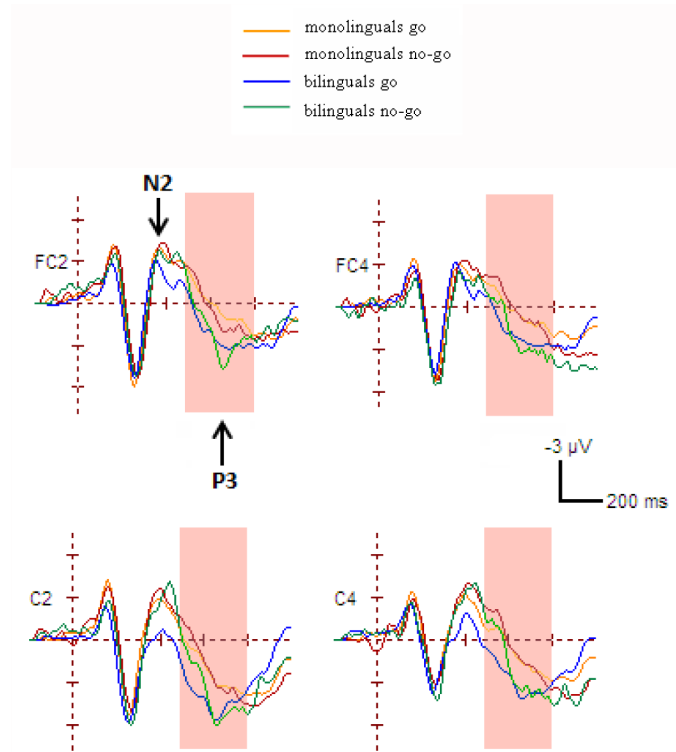 monolinguals go
monolinguals no-go
bilinguals go
bilinguals no-go
N2
FC2
FC4
P3
-3 µV
200 ms
C2
C4